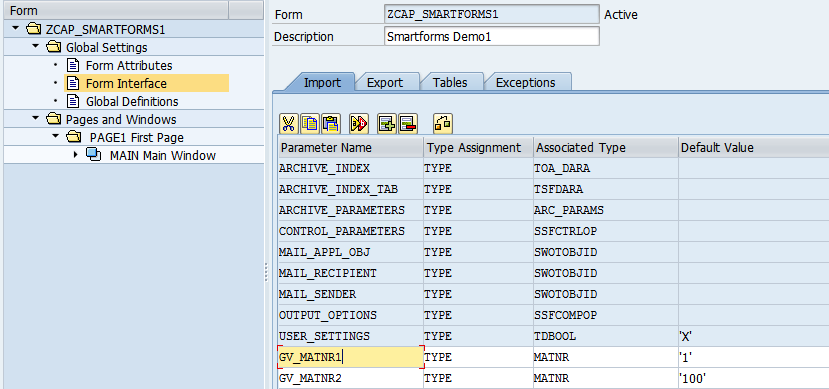 Form
ZCAP_SMARTFORMS1
Global Settings
Form Attributes
Form Interface
Global Definitions
Pages and Windows
PAGE1 First Page
MAIN Main Window
Form ZCAP_SMARTFORMS1 Active
Description Smartforms Demo1
Import Export Tables Exceptions
Parameter Name Type Assignment Associated Type Default Value
ARCHIVE_INDEX TYPE TOA_DARA
ARCHIVE_INDEX_TAB TYPE TSFDARA
ARCHIVE_PARAMETERS TYPE ARC_PARAMS
CONTROL_PARAMETERS TYPE SSFCTRLOP
MAIL_APPL_OBJ TYPE SWOTOBJID
MAIL_RECIPIENT TYPE SWOTOBJID
MAIL_SENDER TYPE SWOTOBJID
OUTPUT_OPTIONS TYPE SSFCOMPOP
USER_SETTINGS TYPE TDBOOL 'X'
GV_MATNR1 TYPE MATNR '1'
GV_MATNR2 TYPE MATNR '100'